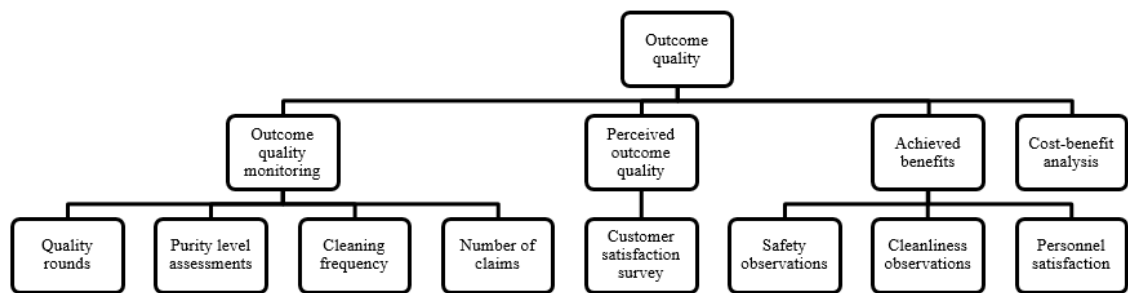 Outcome
quality
Outcome
quality
monitoring
Perceived
outcome
quality
Achieved
benefits
Cost-benefit
analysis
Quality
rounds
Purity level
assessments
Cleaning
frequency
Number of
claims
Customer
satisfaction
survey
Safety
observations
Cleanliness
observations
Personnel
satisfaction